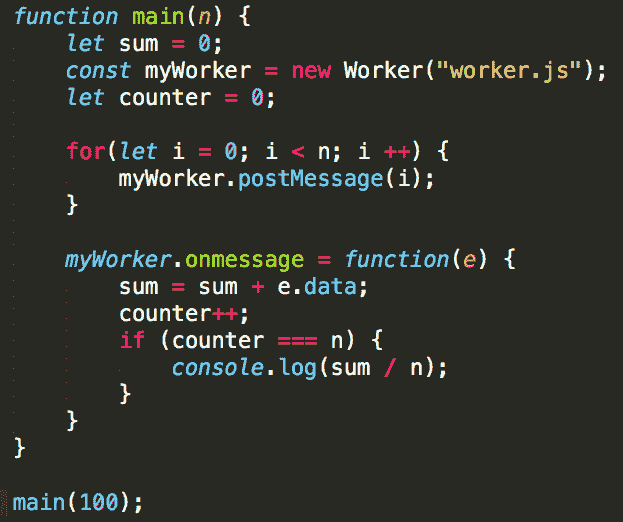 function main(n) {
    let sum = 0;
    const myWorker = new Worker("worker.js");
    let counter = 0;

    for(let i = 0; i < n; i ++) {
        myWorker.postMessage(i);
    }

    myWorker.onmessage = function(e) {
        sum = sum + e.data;
        counter++;
        if (counter === n) {
            console.log(sum / n);
        }
    }
}

main(100);